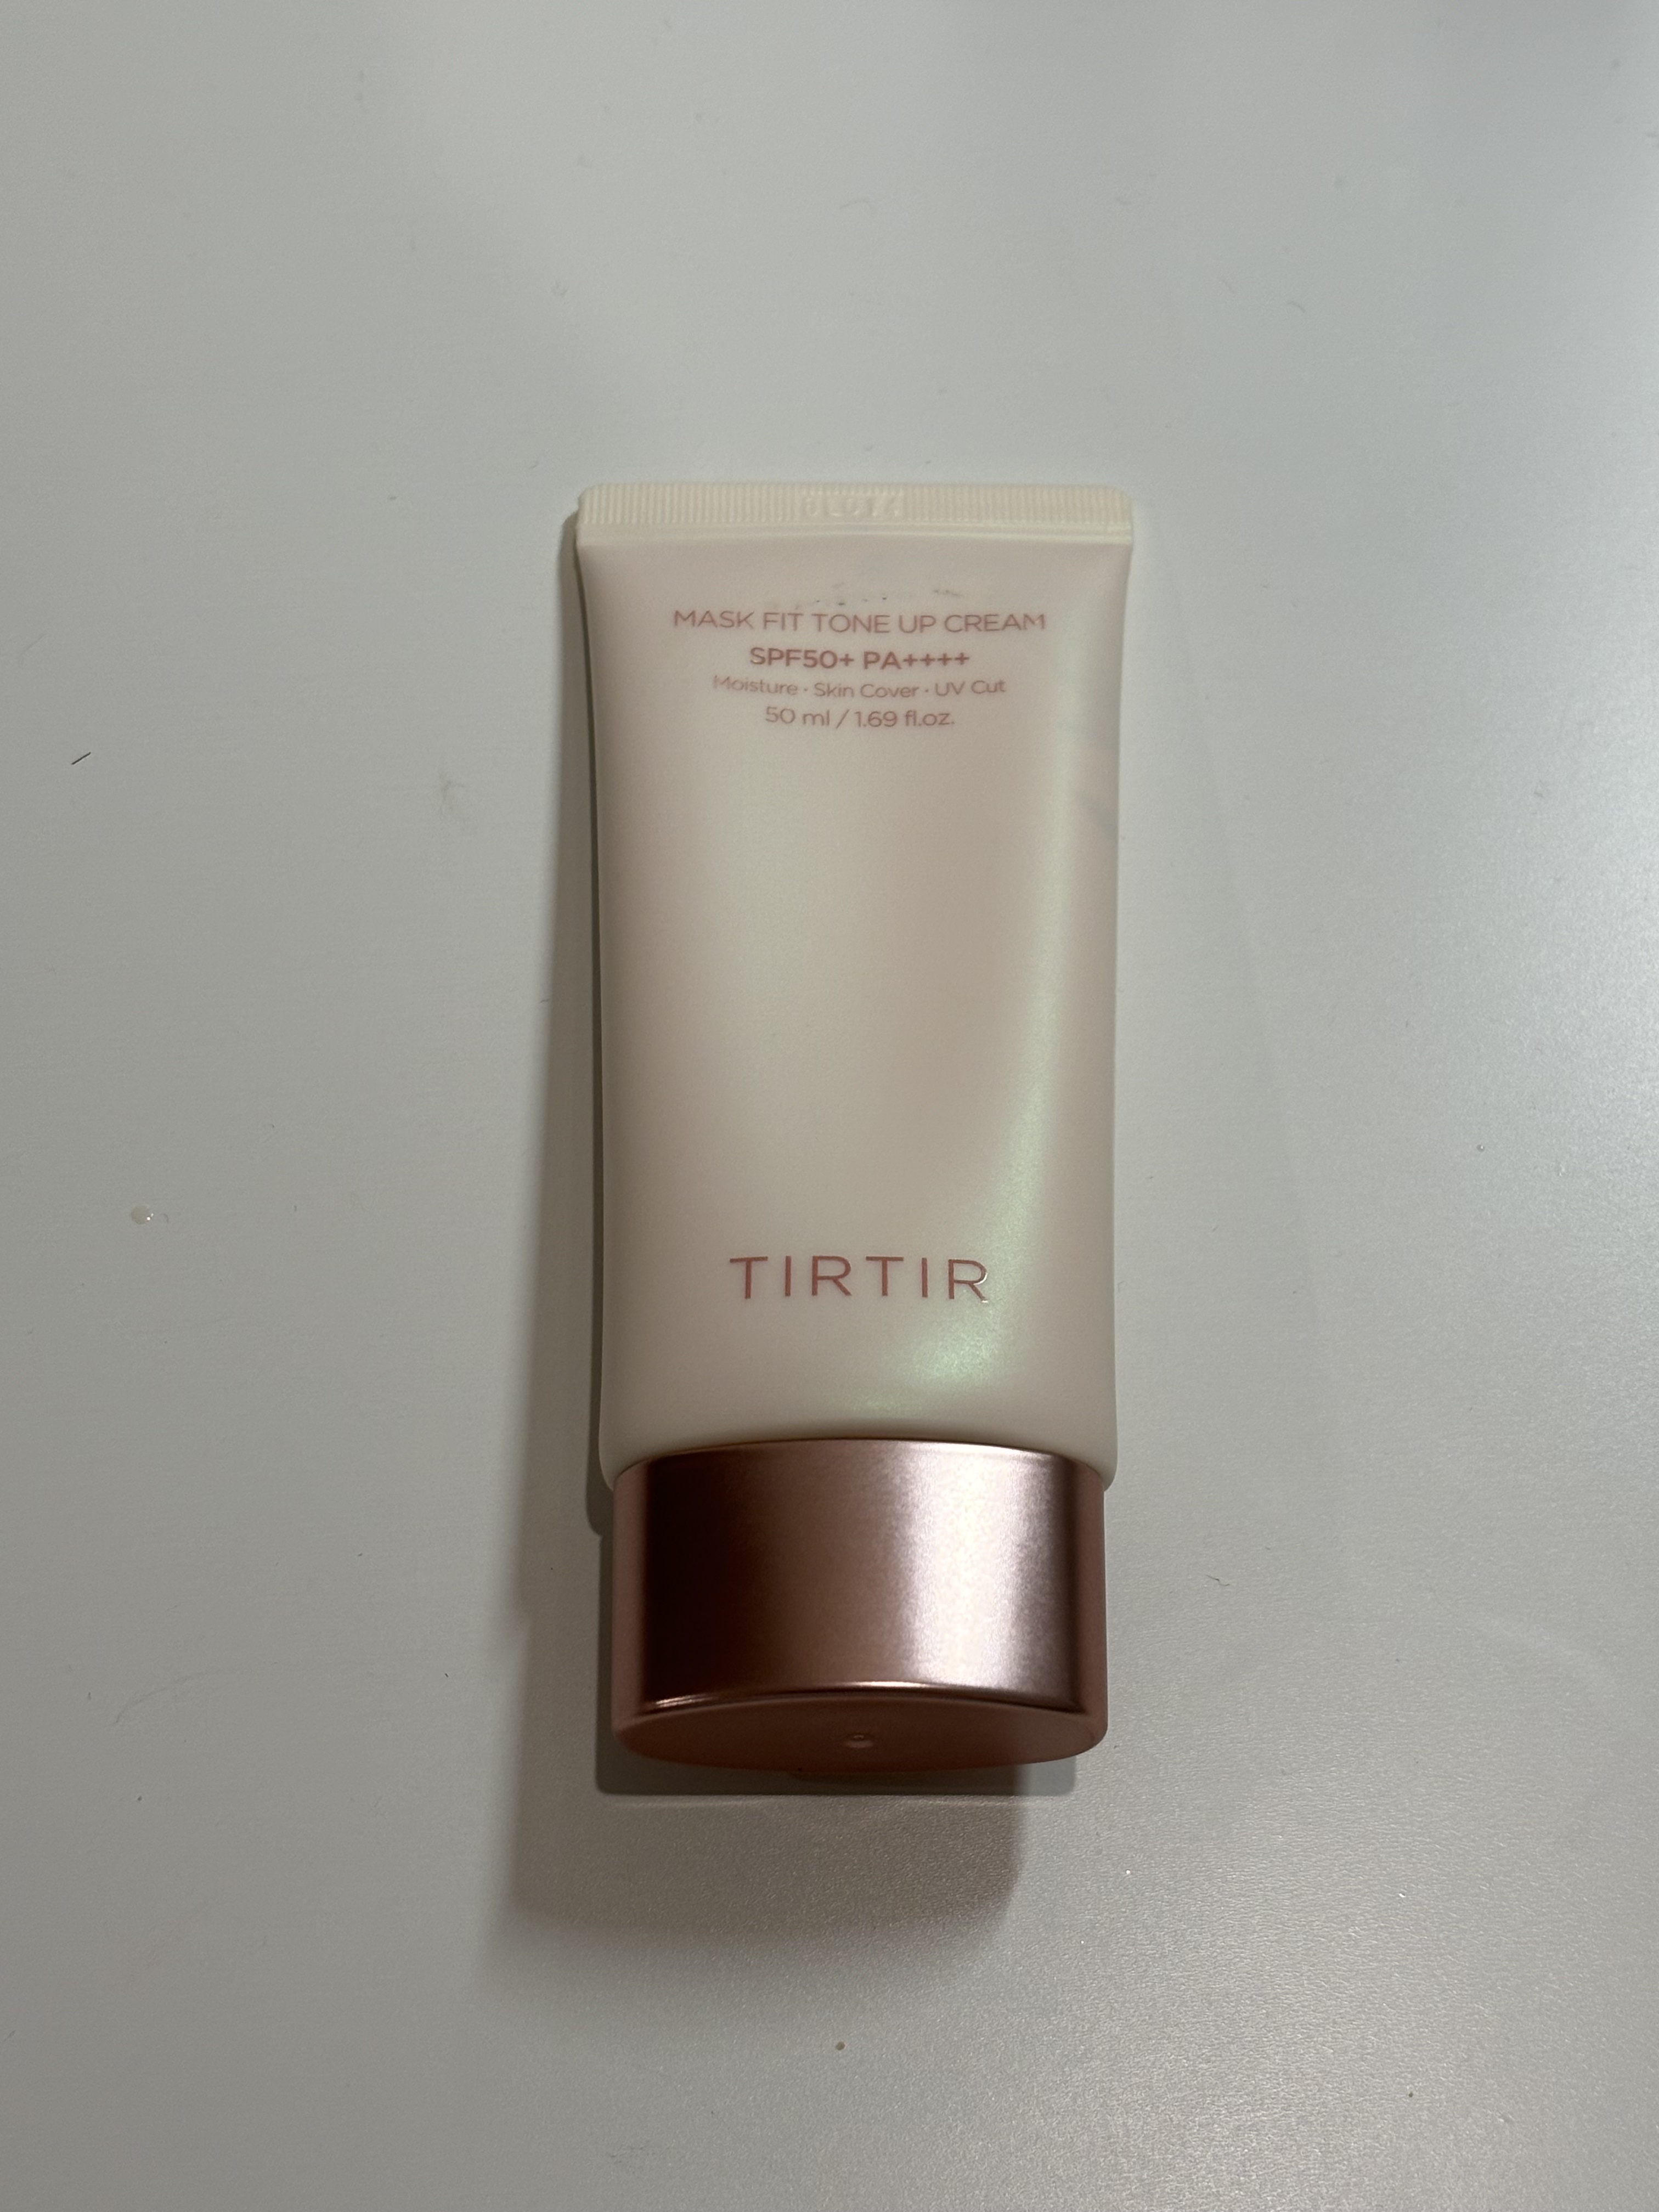 MASK FIT TONE UP CREAM
SPF50+ PA++++
Moisture · Skin Cover · UV Cut
50 ml / 1.69 fl.oz.
TIRTIR